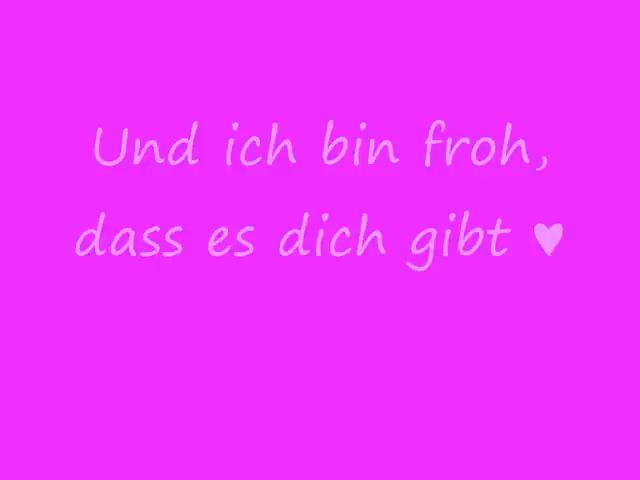 Und ich bin froh,
dass es dich gibt ♥